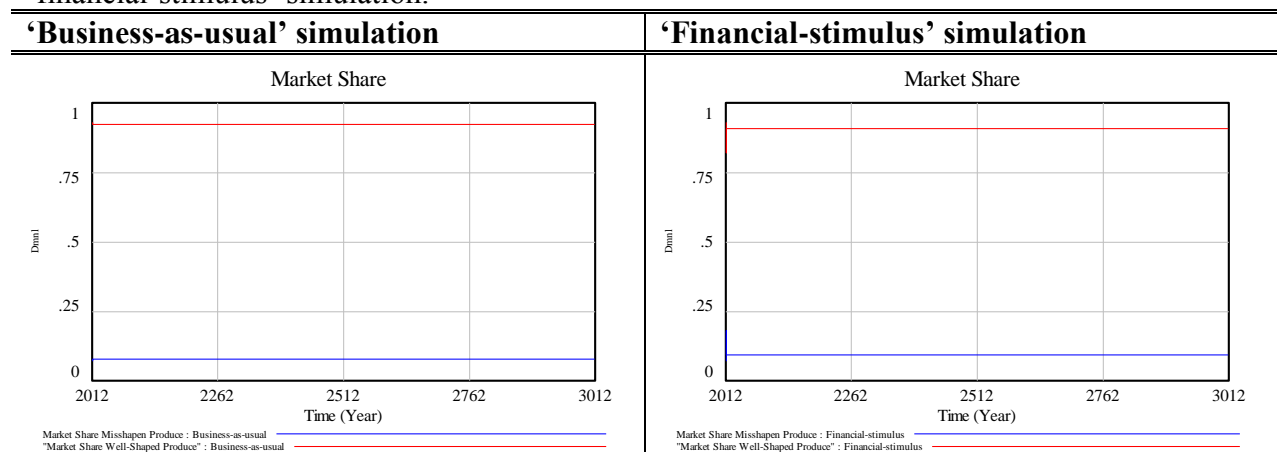 'financial-stimulus' simulation.
‘Business-as-usual’ simulation
‘Financial-stimulus’ simulation
Market Share
1
.75
.5
.25
0
Dmnl
2012 2262 2512 2762 3012
Time (Year)
Market Share Misshapen Produce : Business-as-usual
"Market Share Well-Shaped Produce" : Business-as-usual
Market Share
1
.75
.5
.25
0
Dmnl
2012 2262 2512 2762 3012
Time (Year)
Market Share Misshapen Produce : Financial-stimulus
"Market Share Well-Shaped Produce" : Financial-stimulus